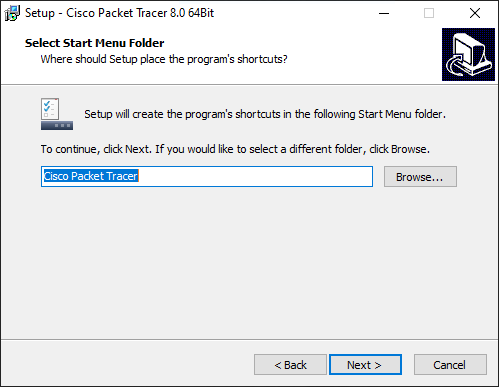 Setup - Cisco Packet Tracer 8.0 64Bit
Select Start Menu Folder
Where should Setup place the program's shortcuts?
Setup will create the program's shortcuts in the following Start Menu folder.
To continue, click Next. If you would like to select a different folder, click Browse.
Cisco Packet Tracer
Browse...
< Back
Next >
Cancel